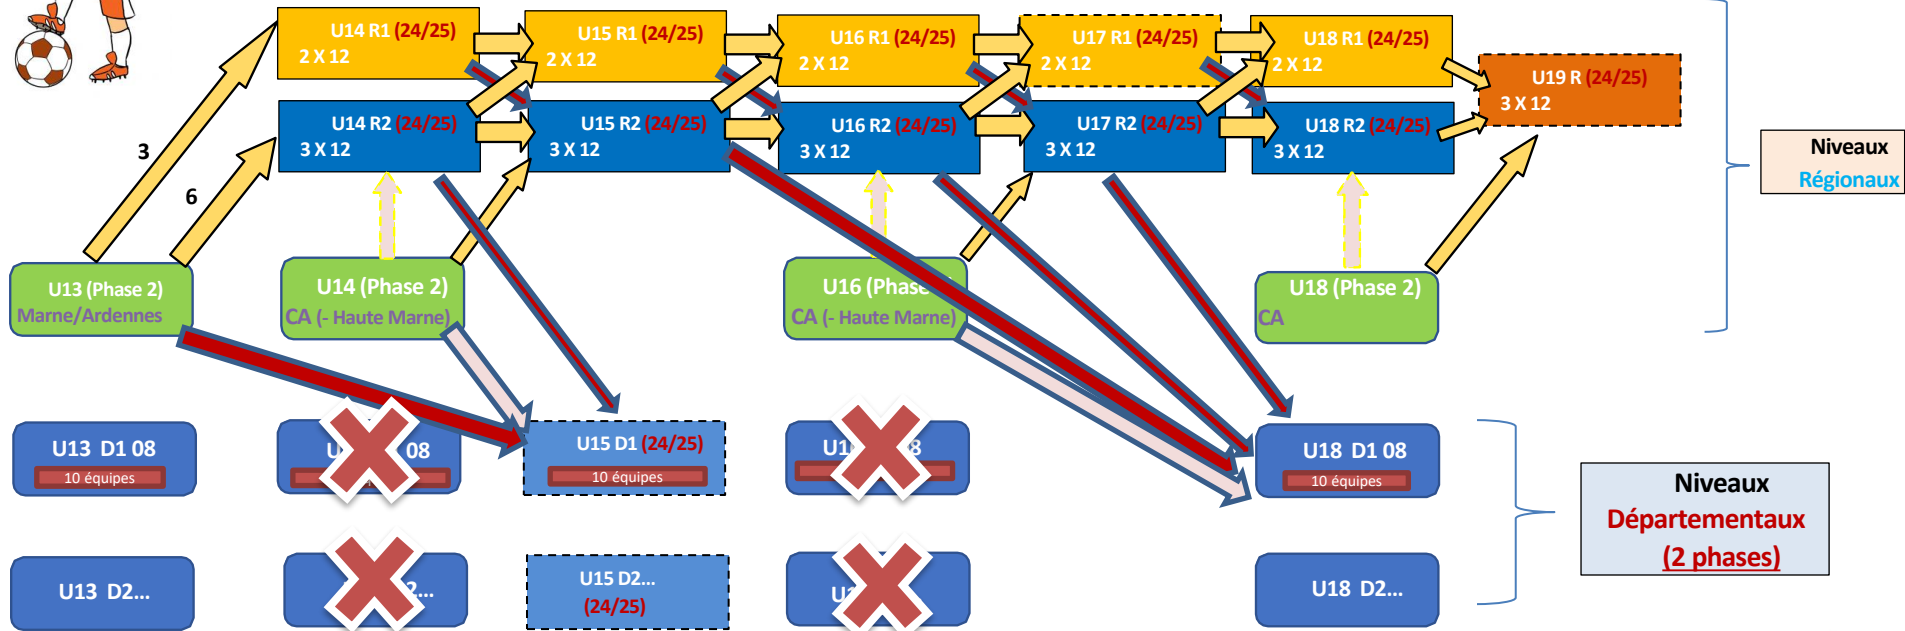 U14 R1 (24/25)
2 X 12
U15 R1 (24/25)
2 X 12
U16 R1 (24/25)
2 X 12
U17 R1 (24/25)
2 X 12
U18 R1 (24/25)
2 X 12
U19 R (24/25)
3 X 12
U14 R2 (24/25)
3 X 12
U15 R2 (24/25)
3 X 12
U16 R2 (24/25)
3 X 12
U17 R2 (24/25)
3 X 12
U18 R2 (24/25)
3 X 12
3
6
Niveaux
Régionaux
U13 (Phase 2)
Marne/Ardennes
U14 (Phase 2)
CA (- Haute Marne)
U16 (Phase
CA (- Haute Marne)
U18 (Phase 2)
CA
U13 D1 08
10 équipes
08
U15 D1 (24/25)
10 équipes
U18 D1 08
10 équipes
Niveaux
Départementaux
(2 phases)
U13 D2...
U15 D2...
(24/25)
U18 D2...